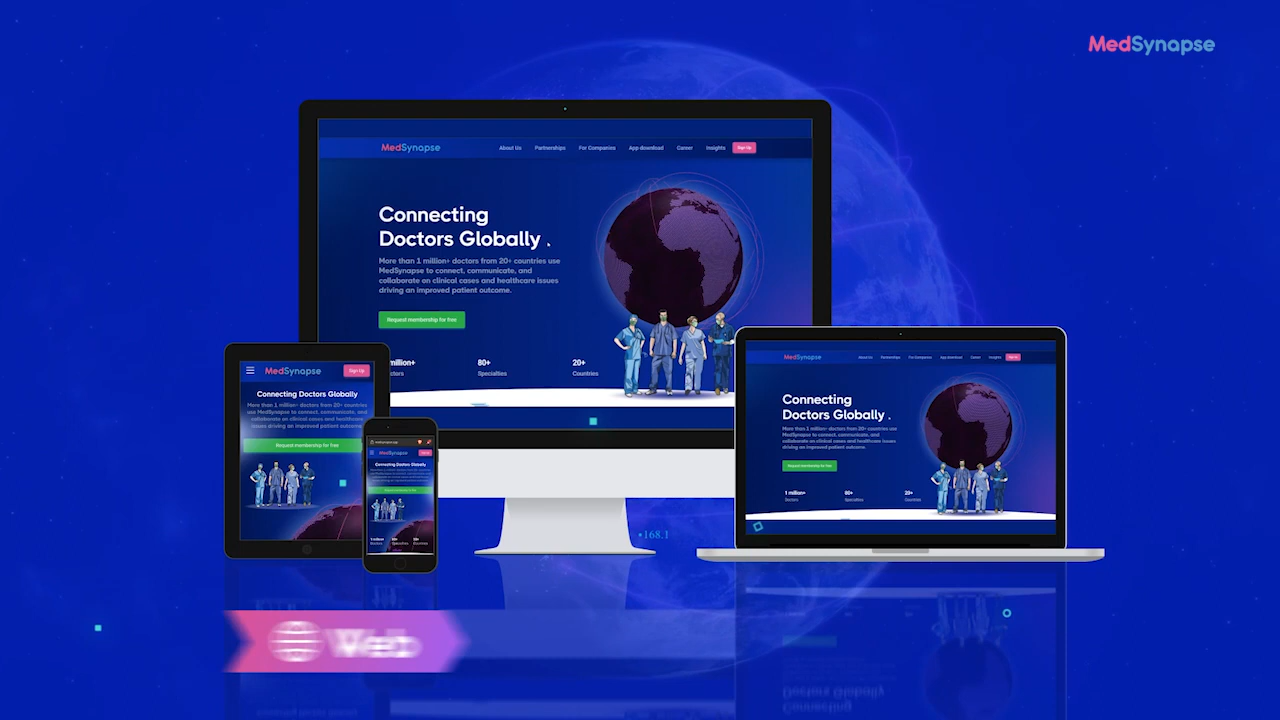 MedSynapse
MedSynapse
About Us Partnerships For Companies App download Career Insights Sign Up
Connecting
Doctors Globally .
More than 1 million+ doctors from 20+ countries use
MedSynapse to connect, communicate, and
collaborate on clinical cases and healthcare issues
driving an improved patient outcome.
Request membership for free
million+ 80+ 20+
ctors Specialties Countries
MedSynapse Sign Up
Connecting Doctors Globally
More than 1 million+ doctors from 20+ countries
use MedSynapse to connect, communicate, and
collaborate on clinical cases and healthcare issues
driving an improved patient outcome.
Request membership for free
MedSynapse
Connecting Doctors Globally
MedSynapse
About Us Partnerships For Companies App download Career Insights Sign Up
Connecting
Doctors Globally .
More than 1 million+ doctors from 20+ countries use
MedSynapse to connect, communicate, and
collaborate on clinical cases and healthcare issues
driving an improved patient outcome.
Request membership for free
1 million+ 80+ 20+
Doctors Specialties Countries
168.1
Web